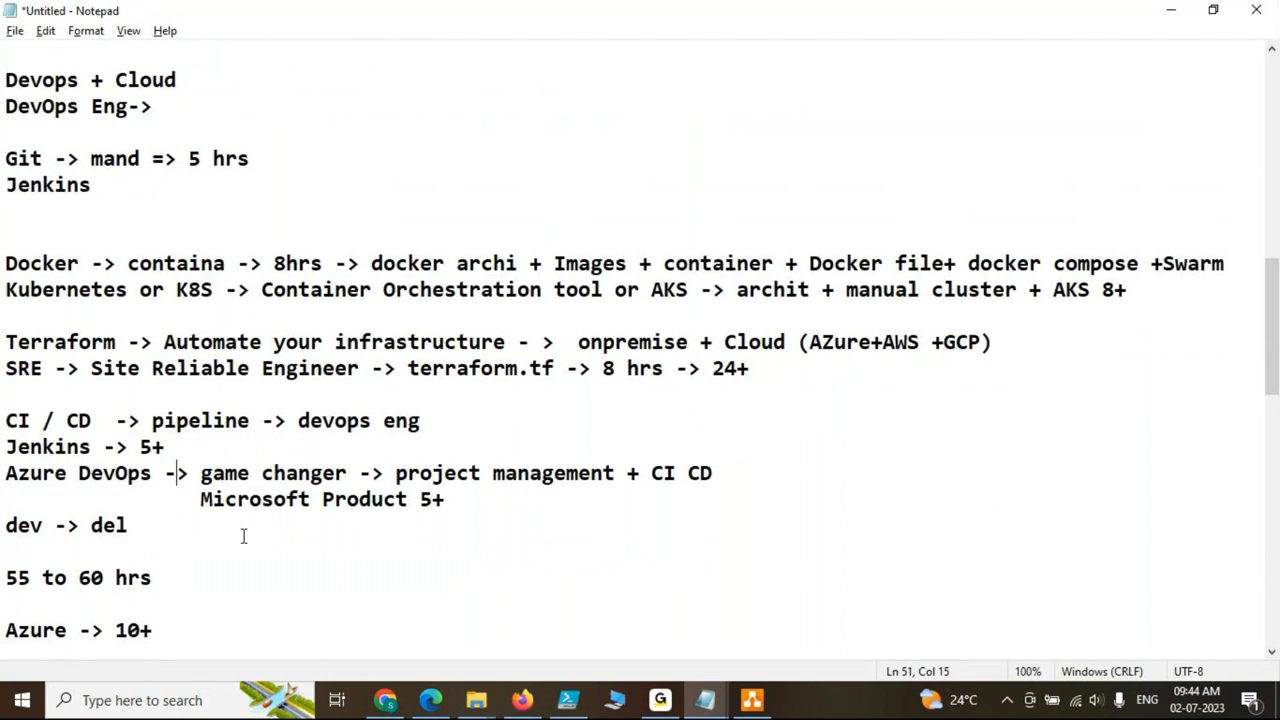 *Untitled - Notepad
File Edit Format View Help
Devops + Cloud
DevOps Eng->
Git -> mand => 5 hrs
Jenkins
Docker -> containa -> 8hrs -> docker archi + Images + container + Docker file+ docker compose +Swarm
Kubernetes or K8S -> Container Orchestration tool or AKS -> archit + manual cluster + AKS 8+
Terraform -> Automate your infrastructure - >  onpremise + Cloud (AZure+AWS +GCP)
SRE -> Site Reliable Engineer -> terraform.tf -> 8 hrs -> 24+
CI / CD  -> pipeline -> devops eng
Jenkins -> 5+
Azure DevOps -> game changer -> project management + CI CD
Microsoft Product 5+
dev -> del
55 to 60 hrs
Azure -> 10+
Ln 51, Col 15 100% Windows (CRLF) UTF-8
Type here to search 24°C ENG 09:44 AM
02-07-2023